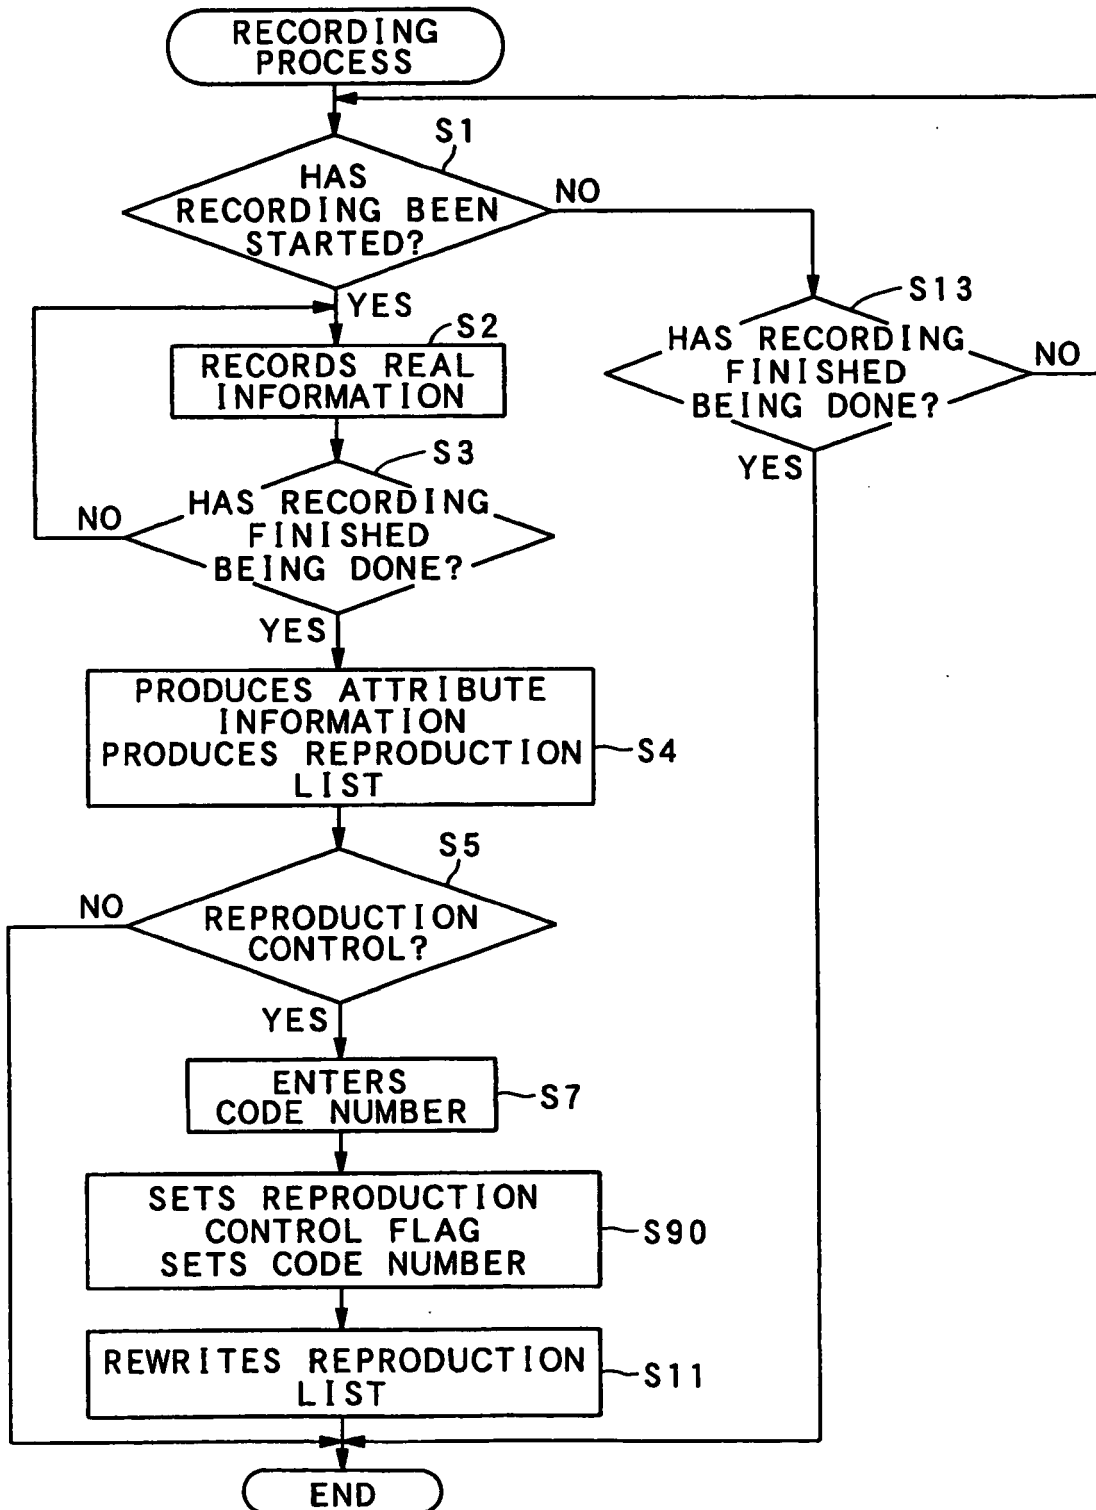 RECORDING
PROCESS
S1
HAS
RECORDING BEEN
STARTED?
NO
YES
S13
HAS RECORDING
FINISHED
BEING DONE?
NO
YES
S2
RECORDS REAL
INFORMATION
S3
HAS RECORDING
FINISHED
BEING DONE?
NO
YES
PRODUCES ATTRIBUTE
INFORMATION
PRODUCES REPRODUCTION
LIST
S4
S5
REPRODUCTION
CONTROL?
NO
YES
ENTERS
CODE NUMBER
S7
SETS REPRODUCTION
CONTROL FLAG
SETS CODE NUMBER
S90
REWRITES REPRODUCTION
LIST
S11
END